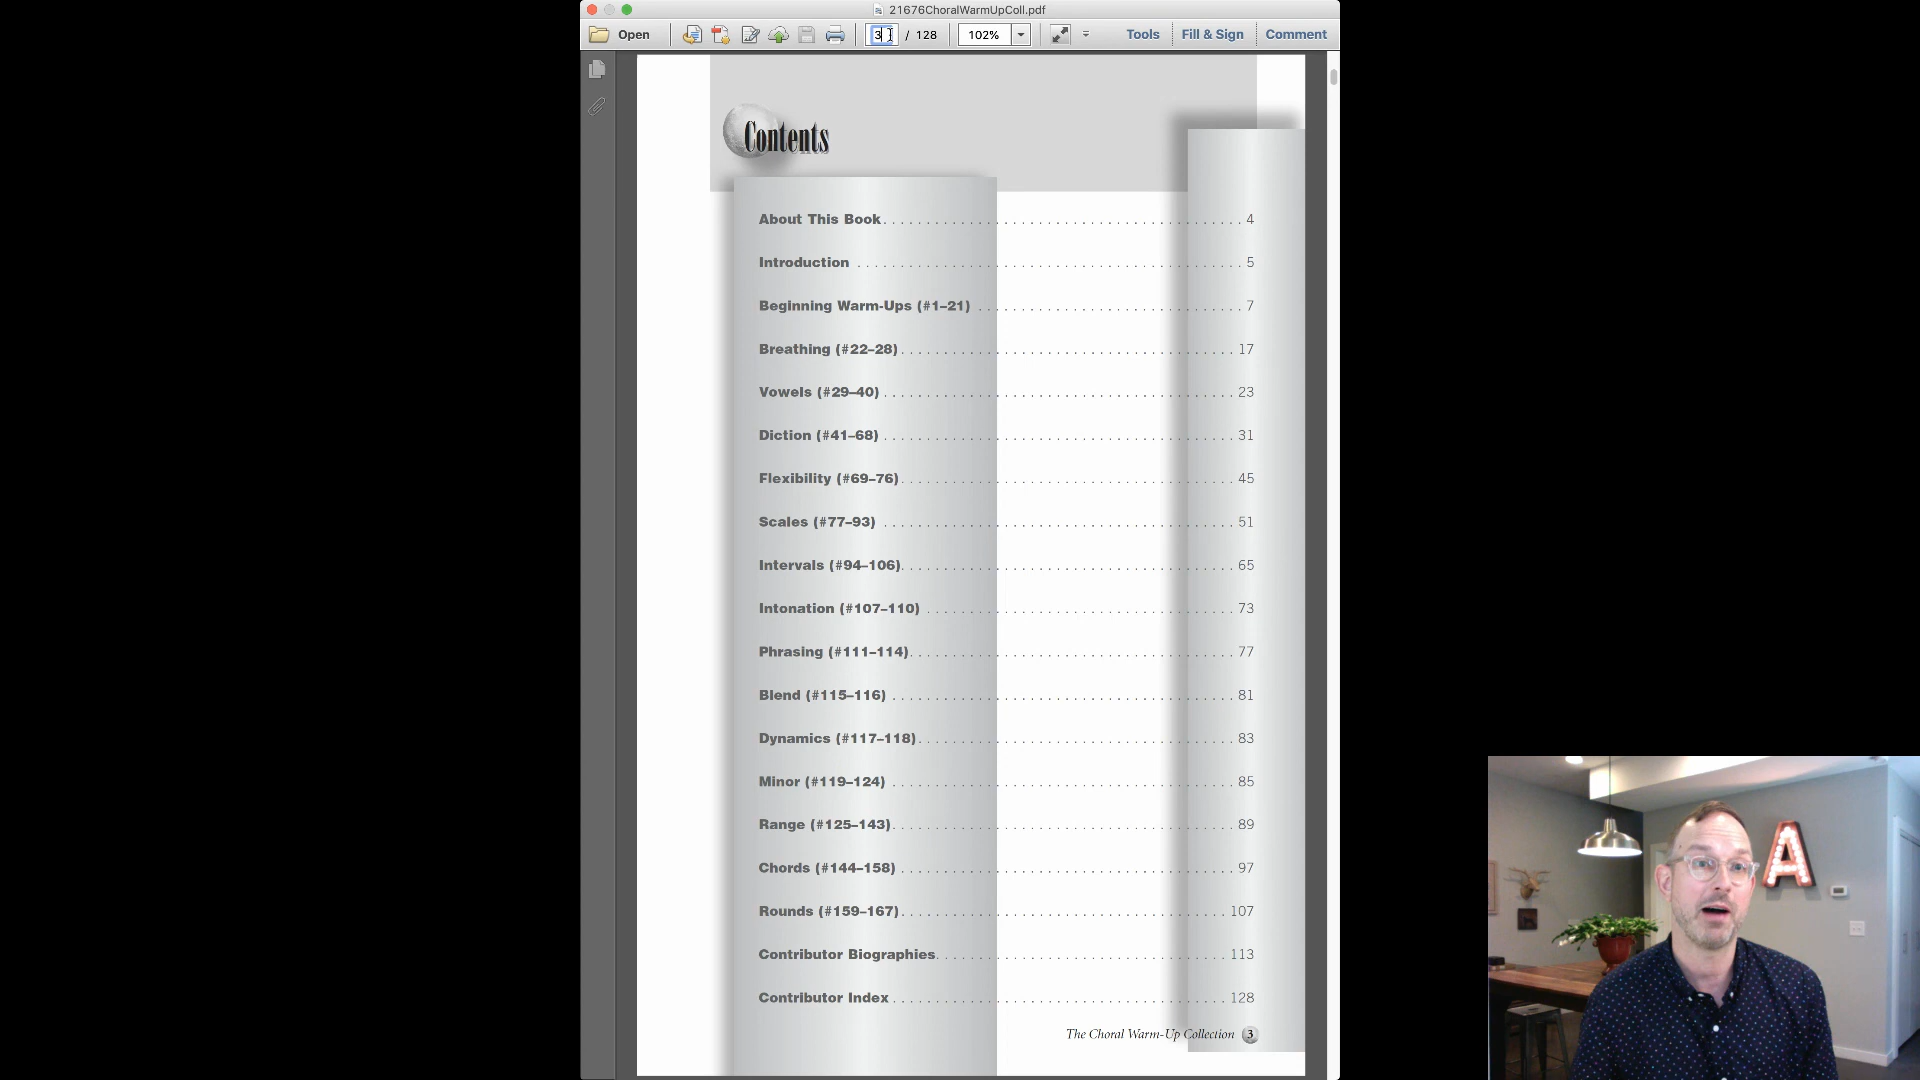 21676ChoralWarmUpColl.pdf
Open 3 / 128 102% Tools Fill & Sign Comment
Contents
About This Book 4
Introduction 5
Beginning Warm-Ups (#1–21) 7
Breathing (#22–28) 17
Vowels (#29–40) 23
Diction (#41–68) 31
Flexibility (#69–76) 45
Scales (#77–93) 51
Intervals (#94–106) 65
Intonation (#107–110) 73
Phrasing (#111–114) 77
Blend (#115–116) 81
Dynamics (#117–118) 83
Minor (#119–124) 85
Range (#125–143) 89
Chords (#144–158) 97
Rounds (#159–167) 107
Contributor Biographies 113
Contributor Index 128
The Choral Warm-Up Collection 3
A